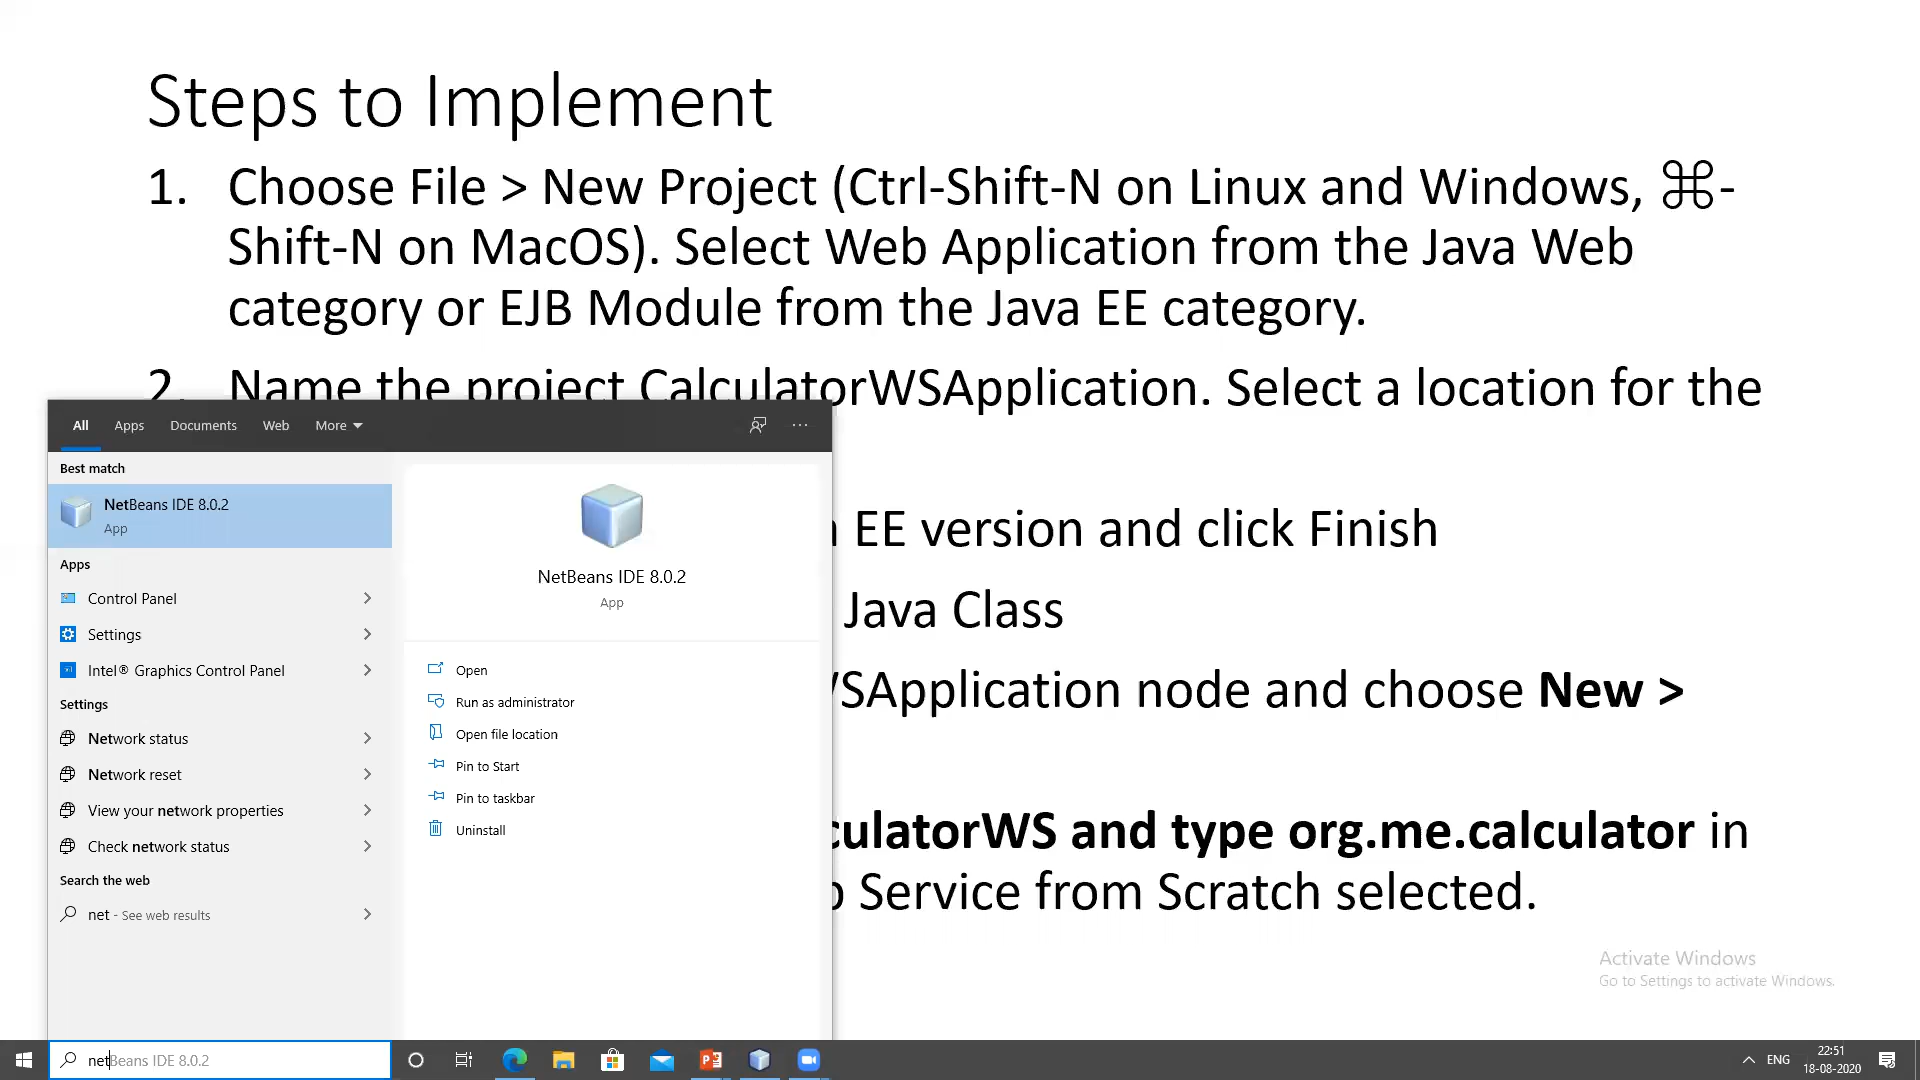 Steps to Implement
1. Choose File > New Project (Ctrl-Shift-N on Linux and Windows, ⌘-
Shift-N on MacOS). Select Web Application from the Java Web
category or EJB Module from the Java EE category.
2. Name the project CalculatorWSApplication. Select a location for the
EE version and click Finish
Java Class
WSApplication node and choose New >
culatorWS and type org.me.calculator in
Service from Scratch selected.
All Apps Documents Web More
Best match
NetBeans IDE 8.0.2
App
Apps
Control Panel
Settings
Intel® Graphics Control Panel
Settings
Network status
Network reset
View your network properties
Check network status
Search the web
net - See web results
NetBeans IDE 8.0.2
App
Open
Run as administrator
Open file location
Pin to Start
Pin to taskbar
Uninstall
Activate Windows
Go to Settings to activate Windows.
netBeans IDE 8.0.2
ENG
22:51
18-08-2020